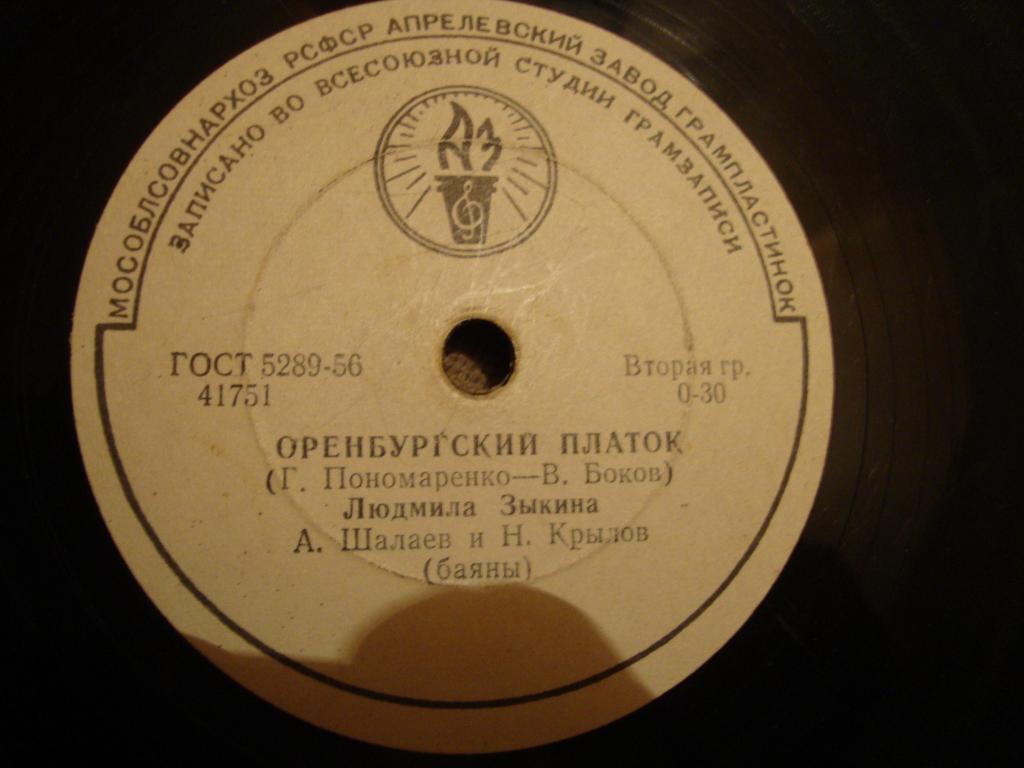 МОСОБЛСОВНАРХОЗ РСФСР АПРЕЛЕВСКИЙ ЗАВОД ГРАМПЛАСТИНОК
ЗАПИСАНО ВО ВСЕСОЮЗНОЙ СТУДИИ ГРАМЗАПИСИ
ГОСТ 5289-56
41751
Вторая гр.
0-30
ОРЕНБУРГСКИЙ ПЛАТОК
(Г. Пономаренко—В. Боков)
Людмила Зыкина
А. Шалаев и Н. Крылов
(баяны)